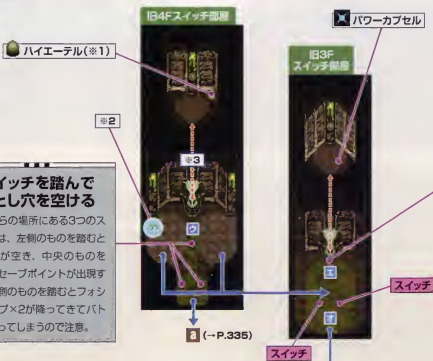 旧4Fスイッチ部屋
ハイエーテル(※1)
パワーカプセル
旧3F
スイッチ部屋
※2
※3
イッチを踏んで
とし穴を空ける
らの場所にある3つのス
は、左側のものを踏むと
が空き、中央のものを
セーブポイントが出現す
側のものを踏むとフォシ
プ×2が降ってきてバト
ってしまうので注意。
ウ
エ
オ
スイッチ
スイッチ
a (→P.335)